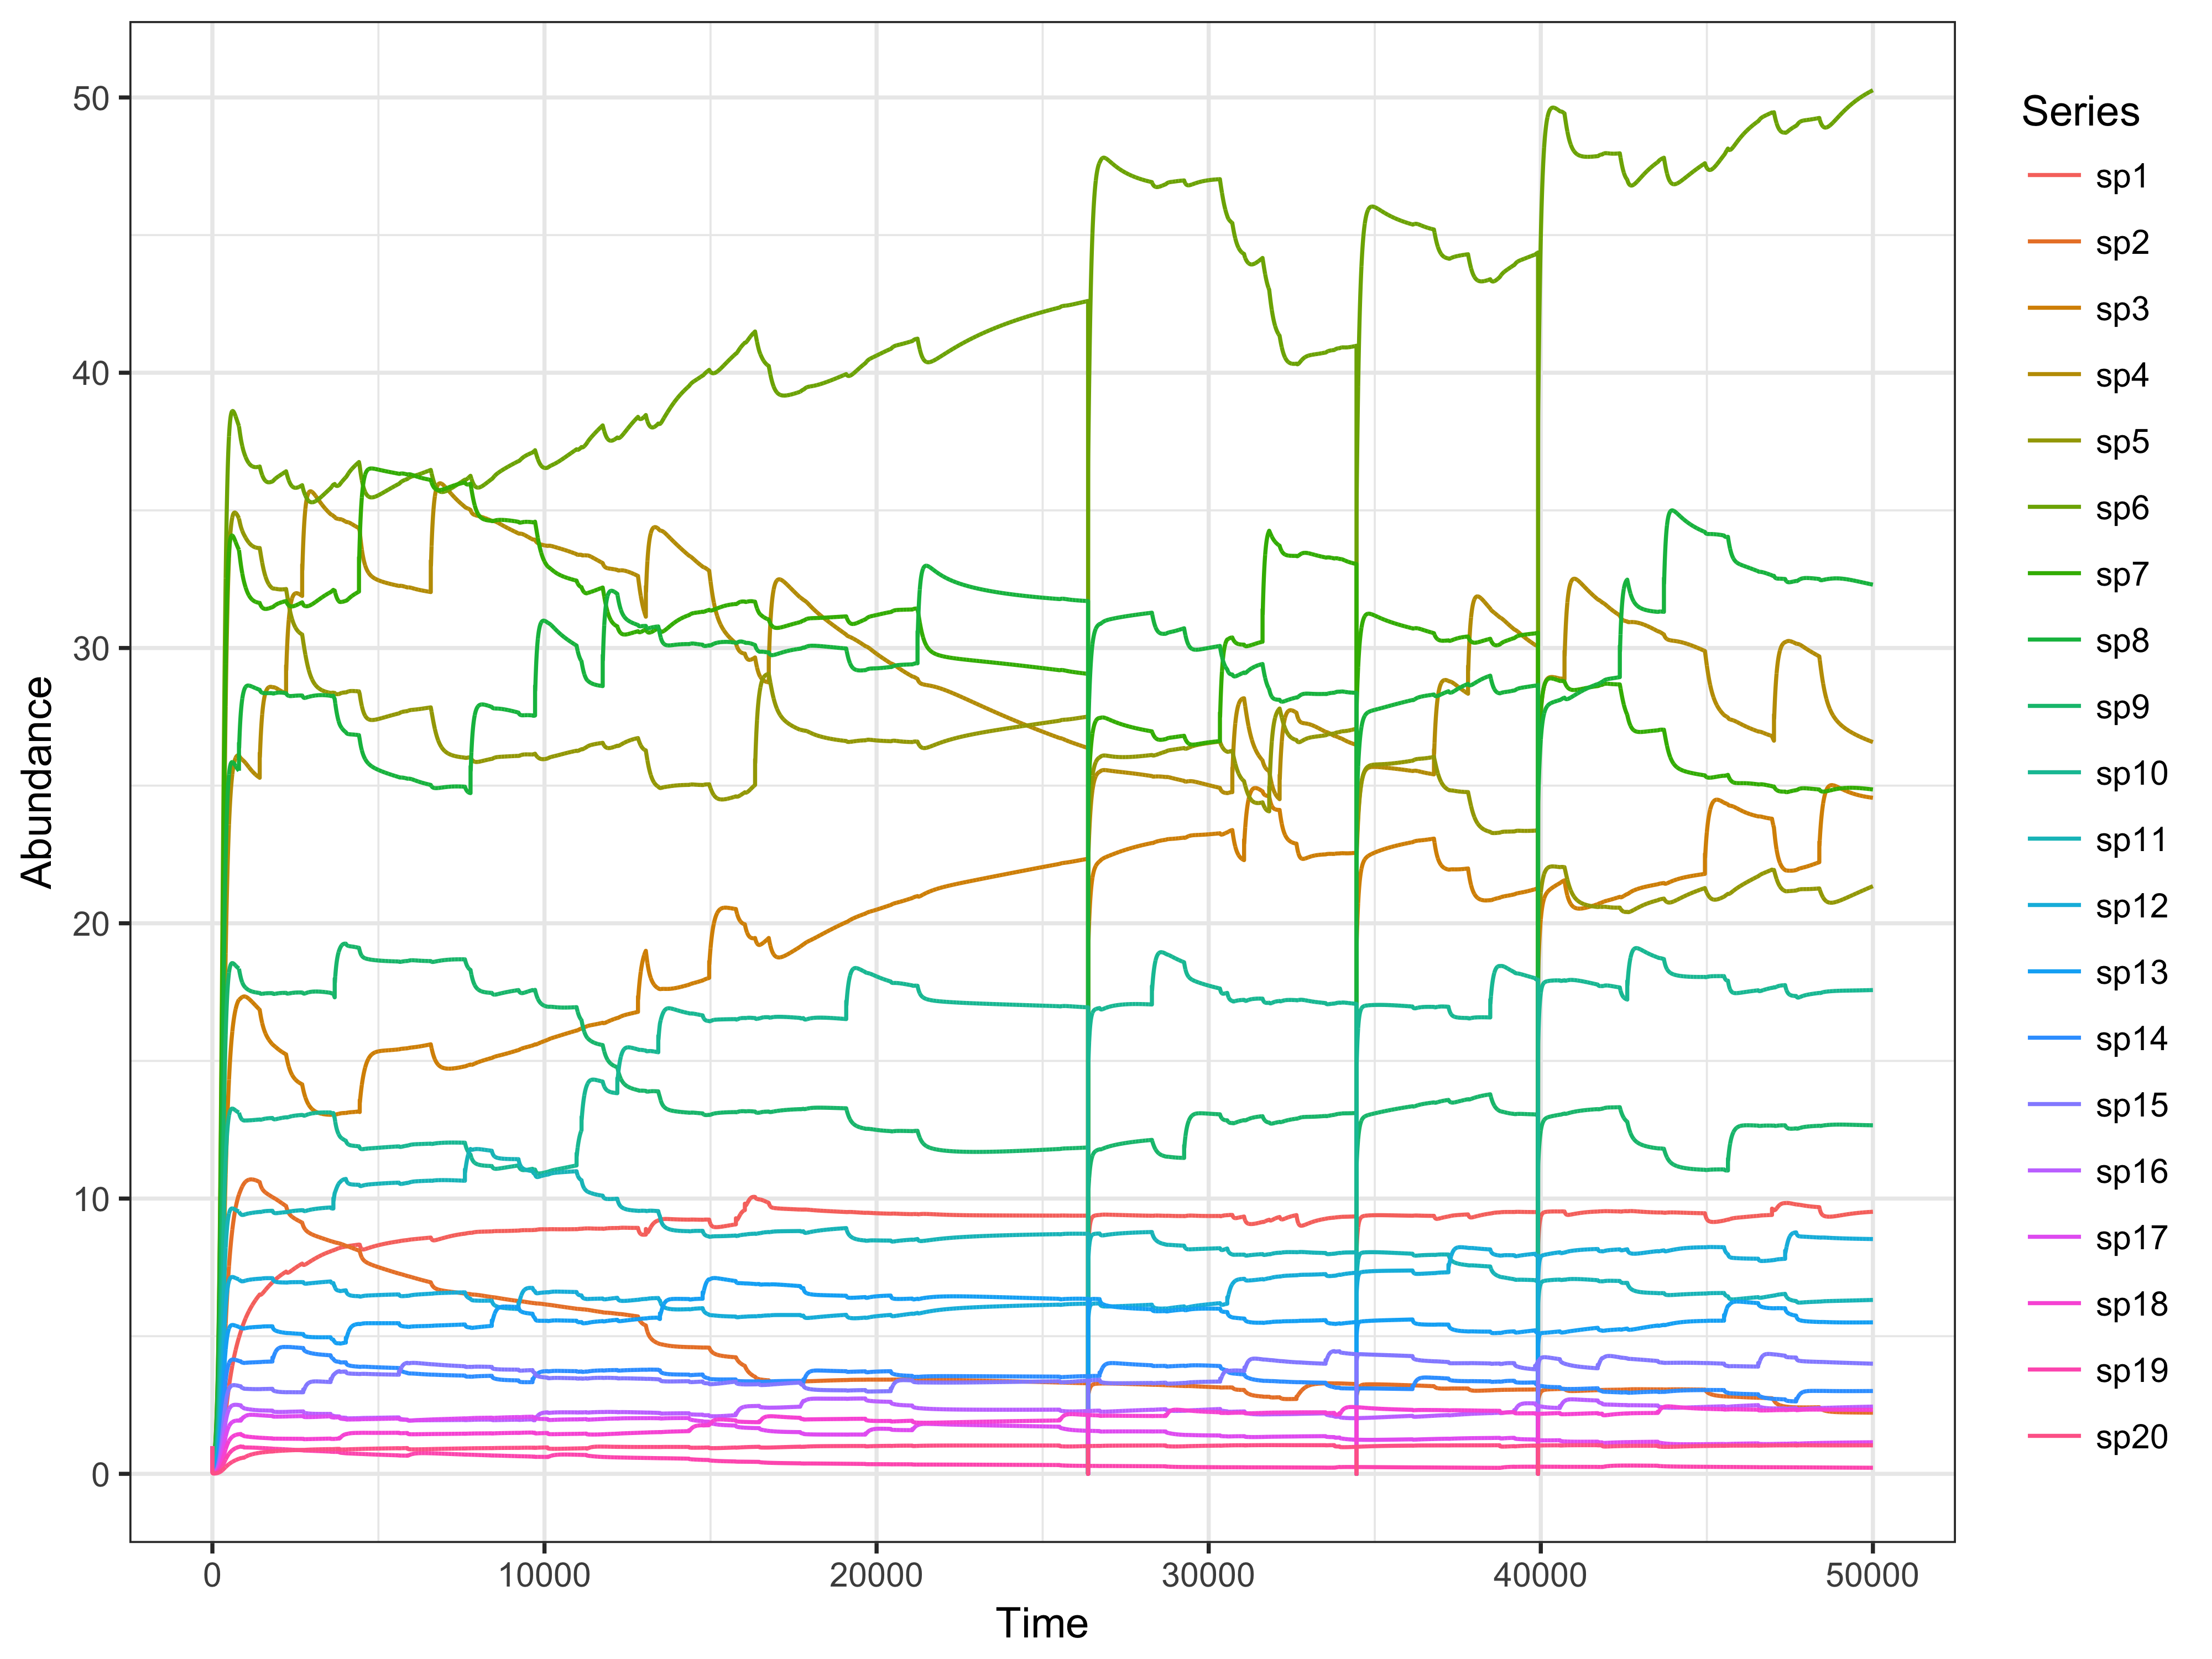 50
40
30
20
10
0
Abundance
0 10000 20000 30000 40000 50000
Time
Series
sp1
sp2
sp3
sp4
sp5
sp6
sp7
sp8
sp9
sp10
sp11
sp12
sp13
sp14
sp15
sp16
sp17
sp18
sp19
sp20